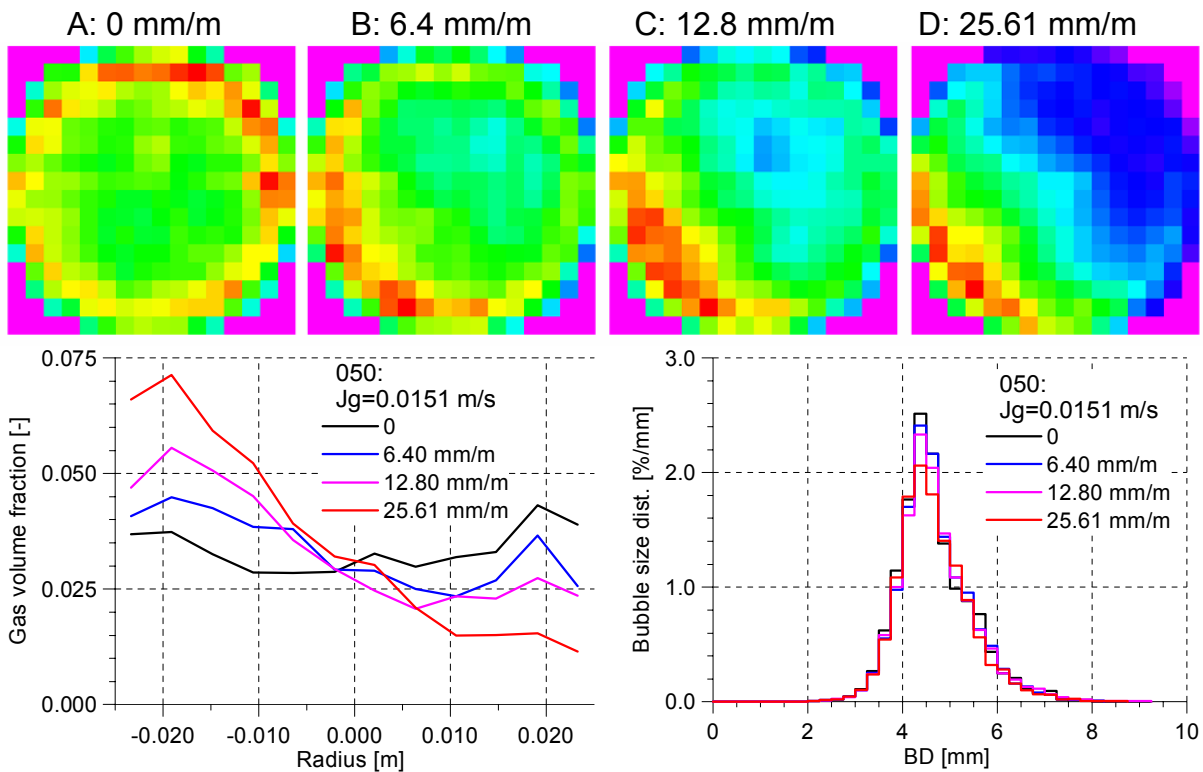 A: 0 mm/m
B: 6.4 mm/m
C: 12.8 mm/m
D: 25.61 mm/m
Gas volume fraction [-]
0.075
0.050
0.025
0.000
-0.020
-0.010
0.000
0.010
0.020
Radius [m]
050:
Jg=0.0151 m/s
0
6.40 mm/m
12.80 mm/m
25.61 mm/m
Bubble size dist. [%/mm]
3.0
2.0
1.0
0.0
0
2
4
6
8
10
BD [mm]
050:
Jg=0.0151 m/s
0
6.40 mm/m
12.80 mm/m
25.61 mm/m